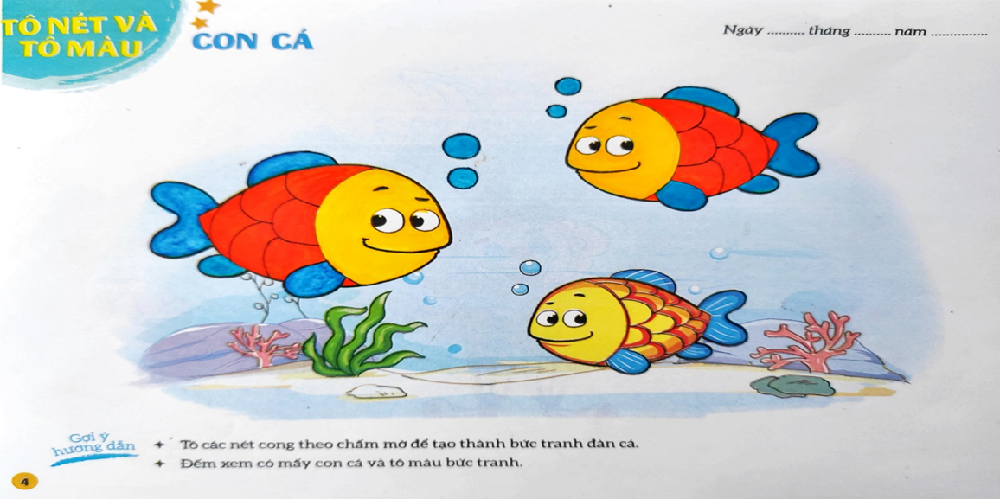 TÔ NÉT VÀ
TÔ MÀU
CON CÁ
Ngày .......... tháng .......... năm ...............
Gợi ý
hướng dẫn
Tô các nét cong theo chấm mờ để tạo thành bức tranh đàn cá.
Đếm xem có mấy con cá và tô màu bức tranh.
4